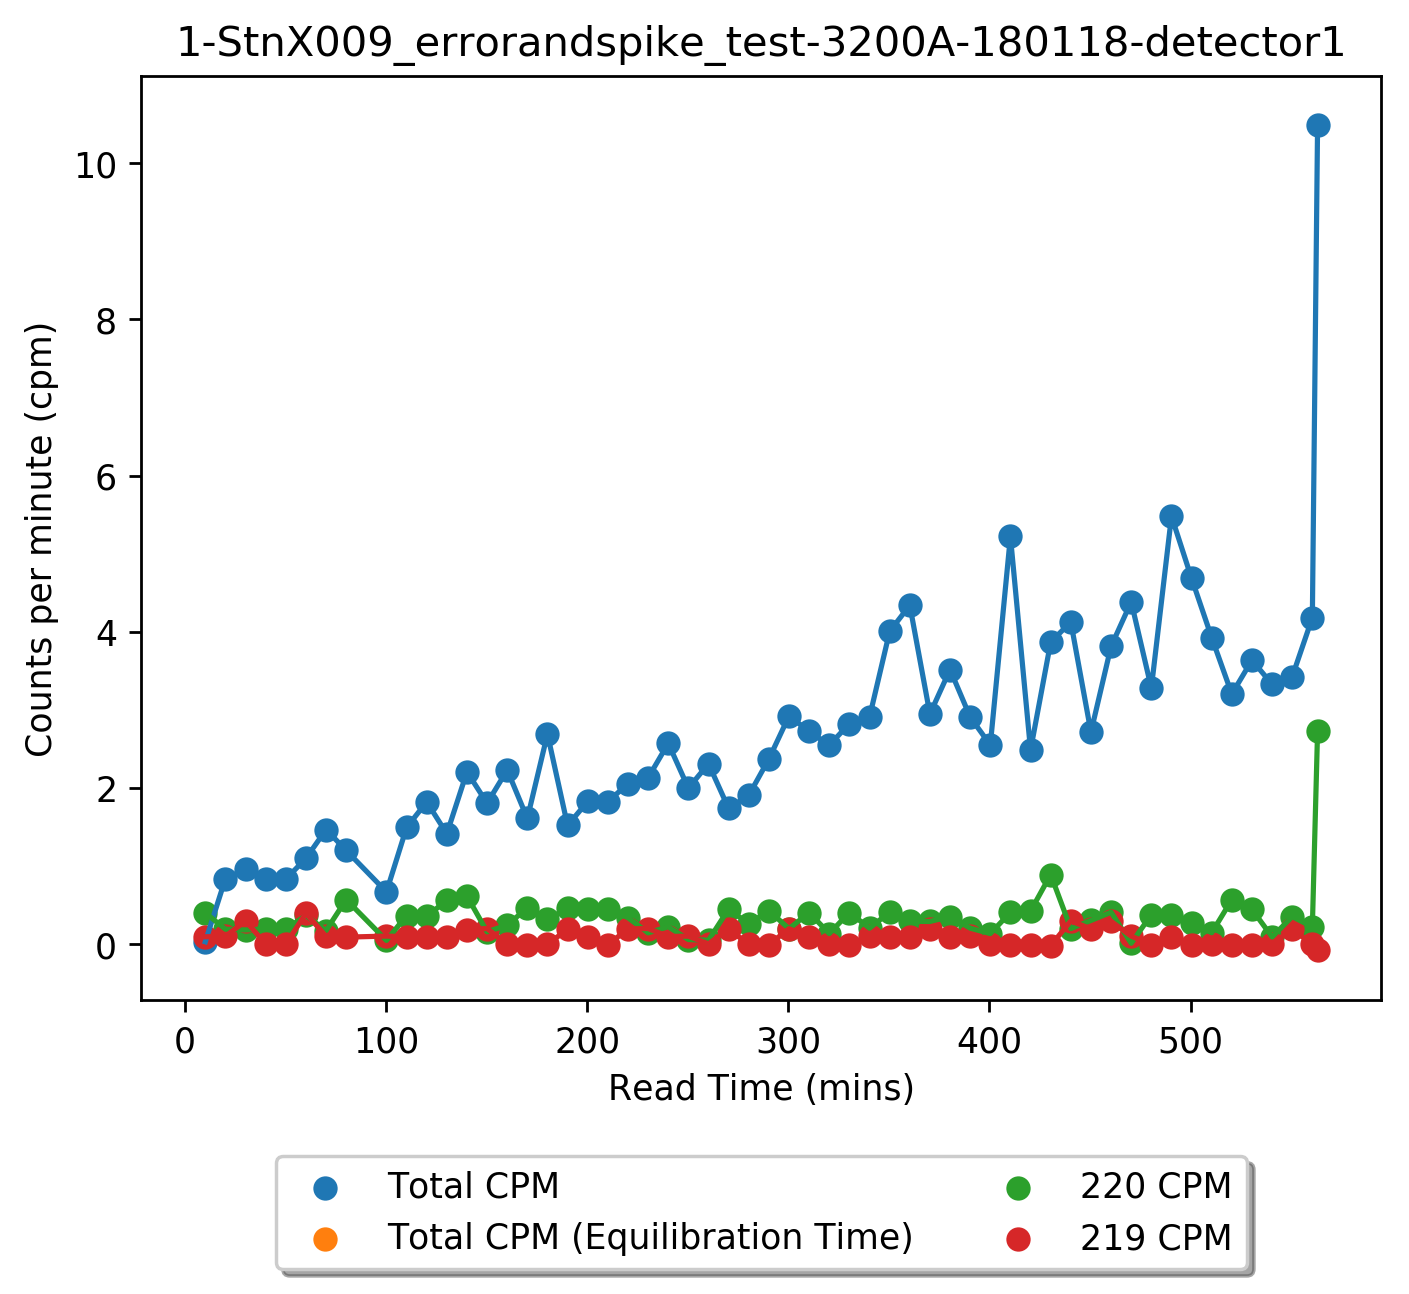 1-StnX009_errorandspike_test-3200A-180118-detector1
Counts per minute (cpm)
10
8
6
4
2
0
0 100 200 300 400 500
Read Time (mins)
Total CPM 220 CPM
Total CPM (Equilibration Time) 219 CPM